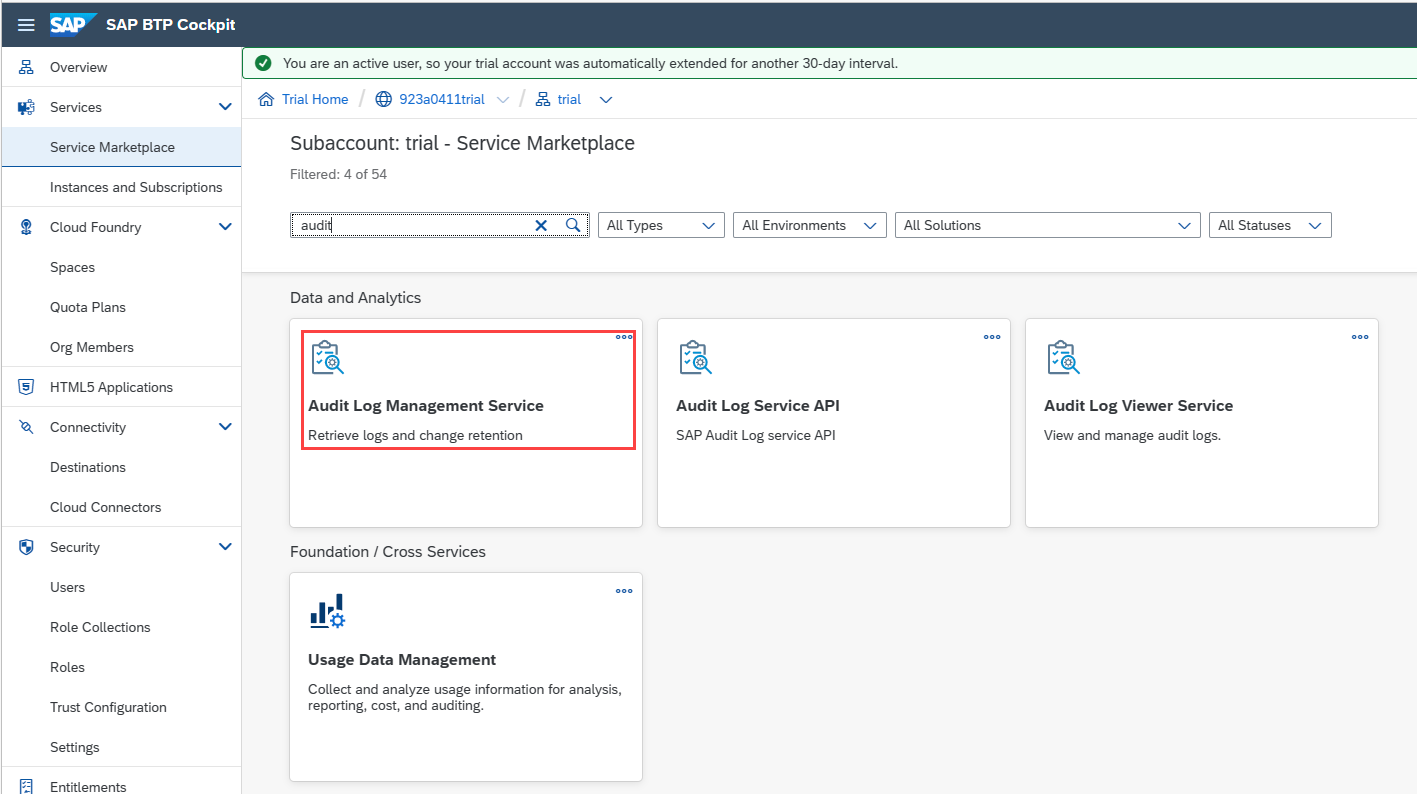 SAP SAP BTP Cockpit
Overview
Services
Service Marketplace
Instances and Subscriptions
Cloud Foundry
Spaces
Quota Plans
Org Members
HTML5 Applications
Connectivity
Destinations
Cloud Connectors
Security
Users
Role Collections
Roles
Trust Configuration
Settings
Entitlements
You are an active user, so your trial account was automatically extended for another 30-day interval.
Trial Home / 923a0411trial / trial
Subaccount: trial - Service Marketplace
Filtered: 4 of 54
audit All Types All Environments All Solutions All Statuses
Data and Analytics
Audit Log Management Service
Retrieve logs and change retention
Audit Log Service API
SAP Audit Log service API
Audit Log Viewer Service
View and manage audit logs.
Foundation / Cross Services
Usage Data Management
Collect and analyze usage information for analysis,
reporting, cost, and auditing.